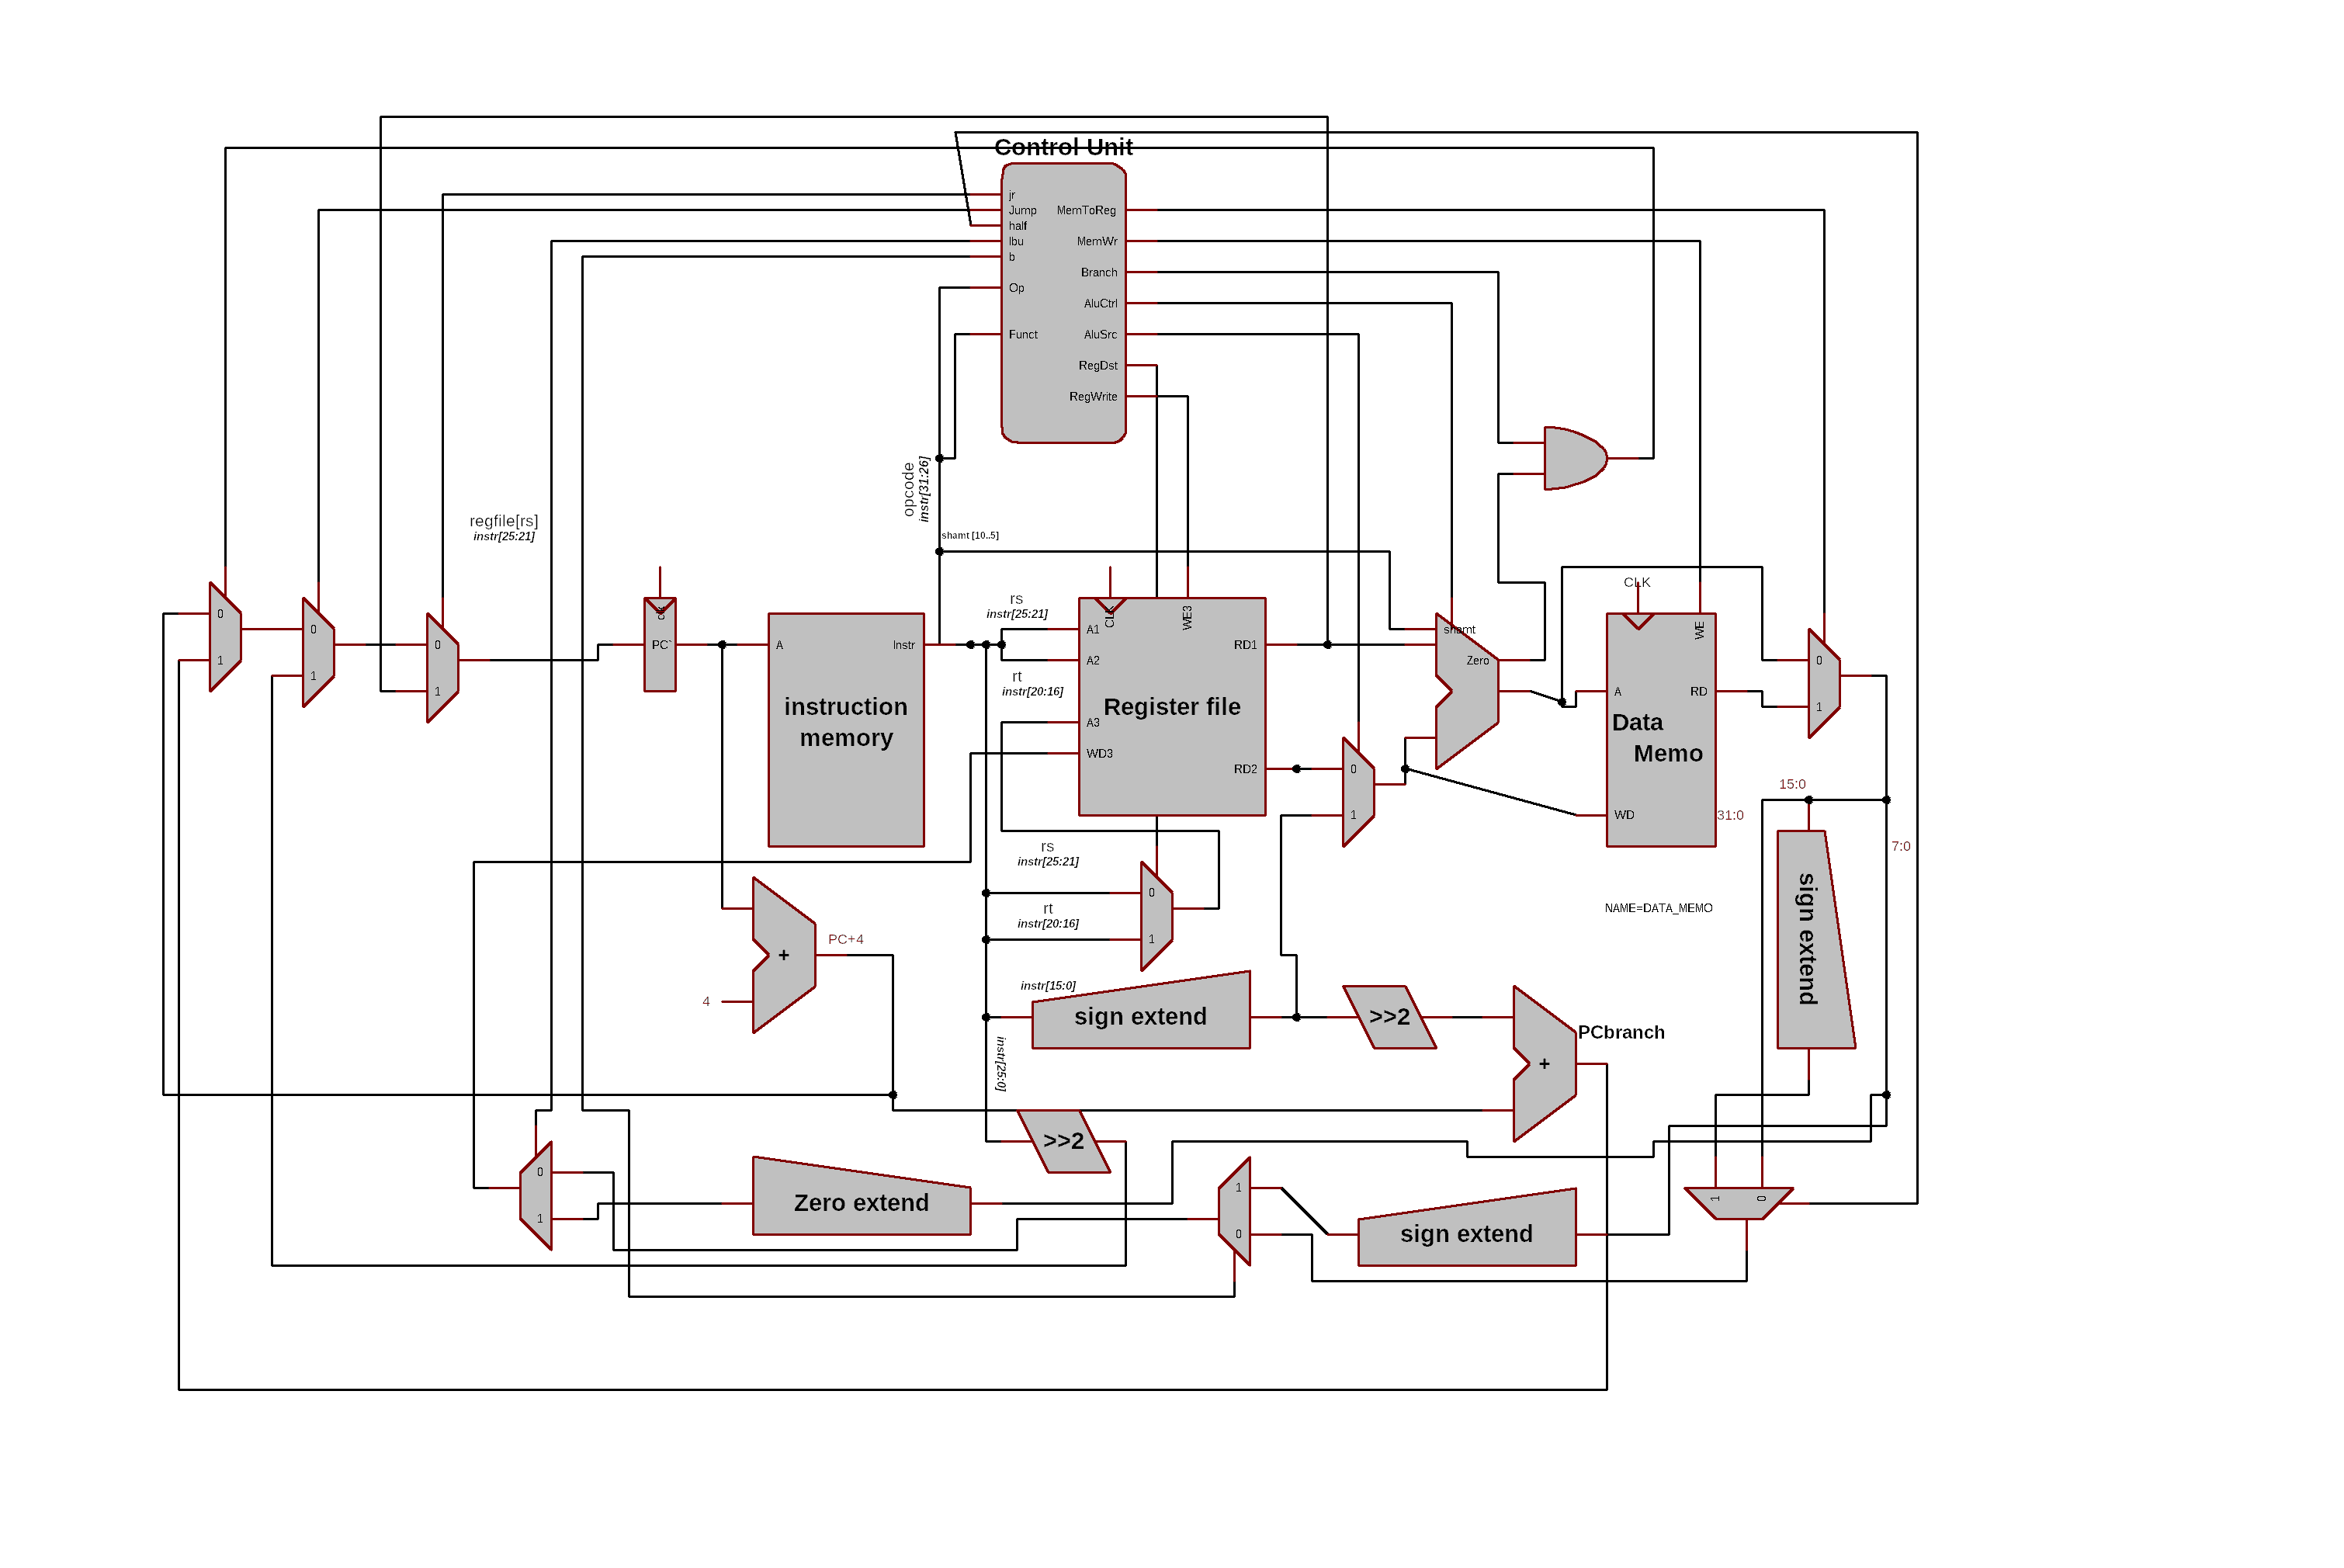 Control Unit
jr
Jump
half
lbu
b
Op
Funct
MemToReg
MemWr
Branch
AluCtrl
AluSrc
RegDst
RegWrite
opcode
instr[31:26]
regfile[rs]
instr[25:21]
shamt [10..5]
0
1
0
1
0
1
clk
PC`
A
Instr
instruction
memory
rs
instr[25:21]
rt
instr[20:16]
CLK
WE3
A1
A2
A3
WD3
RD1
RD2
Register file
0
1
shamt
Zero
CLK
WE
A
RD
Data
Memo
WD
31:0
NAME=DATA_MEMO
0
1
15:0
7:0
sign extend
rs
instr[25:21]
rt
instr[20:16]
0
1
PC+4
+
4
instr[15:0]
sign extend
>>2
PCbranch
+
instr[25:0]
>>2
0
1
Zero extend
1
0
sign extend
1
0